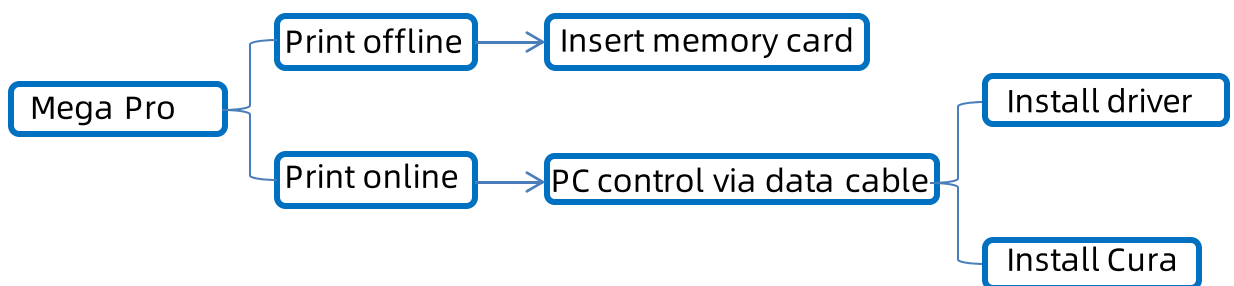 Print offline
Insert memory card
Mega Pro
Install driver
Print online
PC control via data cable
Install Cura